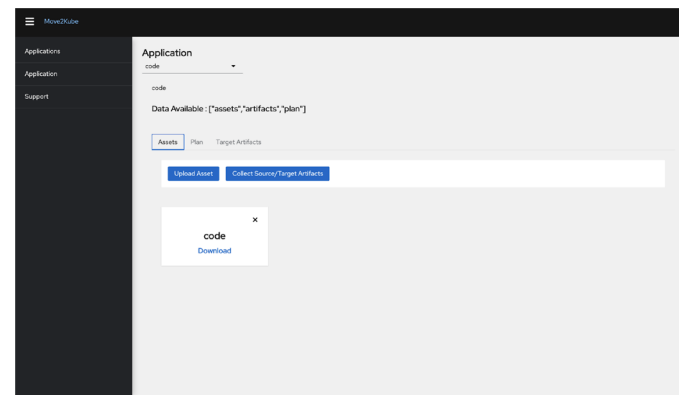 Move2Kube
Applications
Application
Support
Application
code
code
Data Available : ["assets","artifacts","plan"]
Assets Plan Target Artifacts
Upload Asset Collect Source/Target Artifacts
×
code
Download